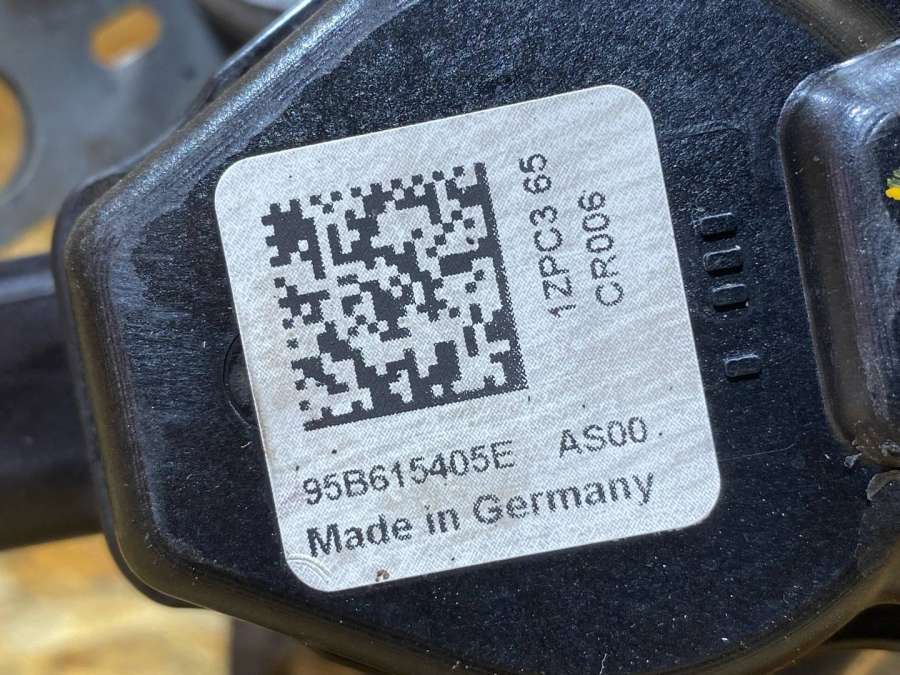 1ZPC3 65
CR006
95B615405E AS00
Made in Germany